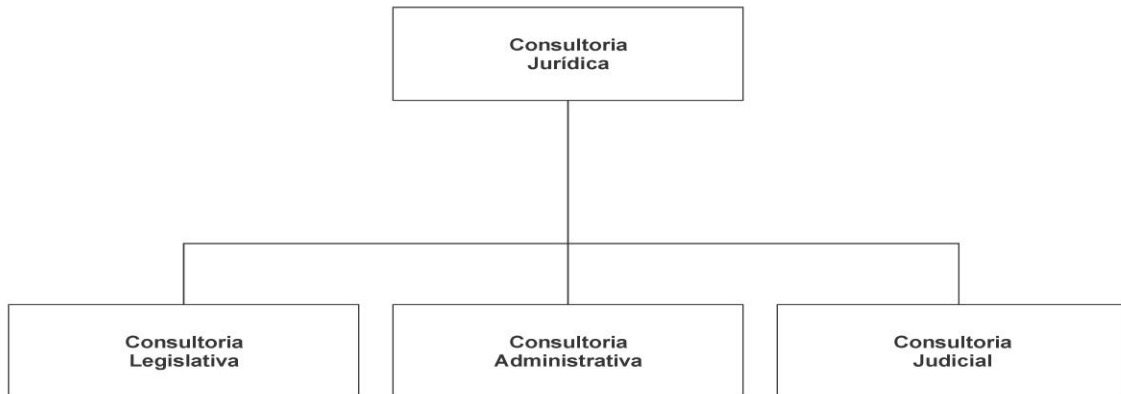 Consultoria
Jurídica
Consultoria
Legislativa
Consultoria
Administrativa
Consultoria
Judicial